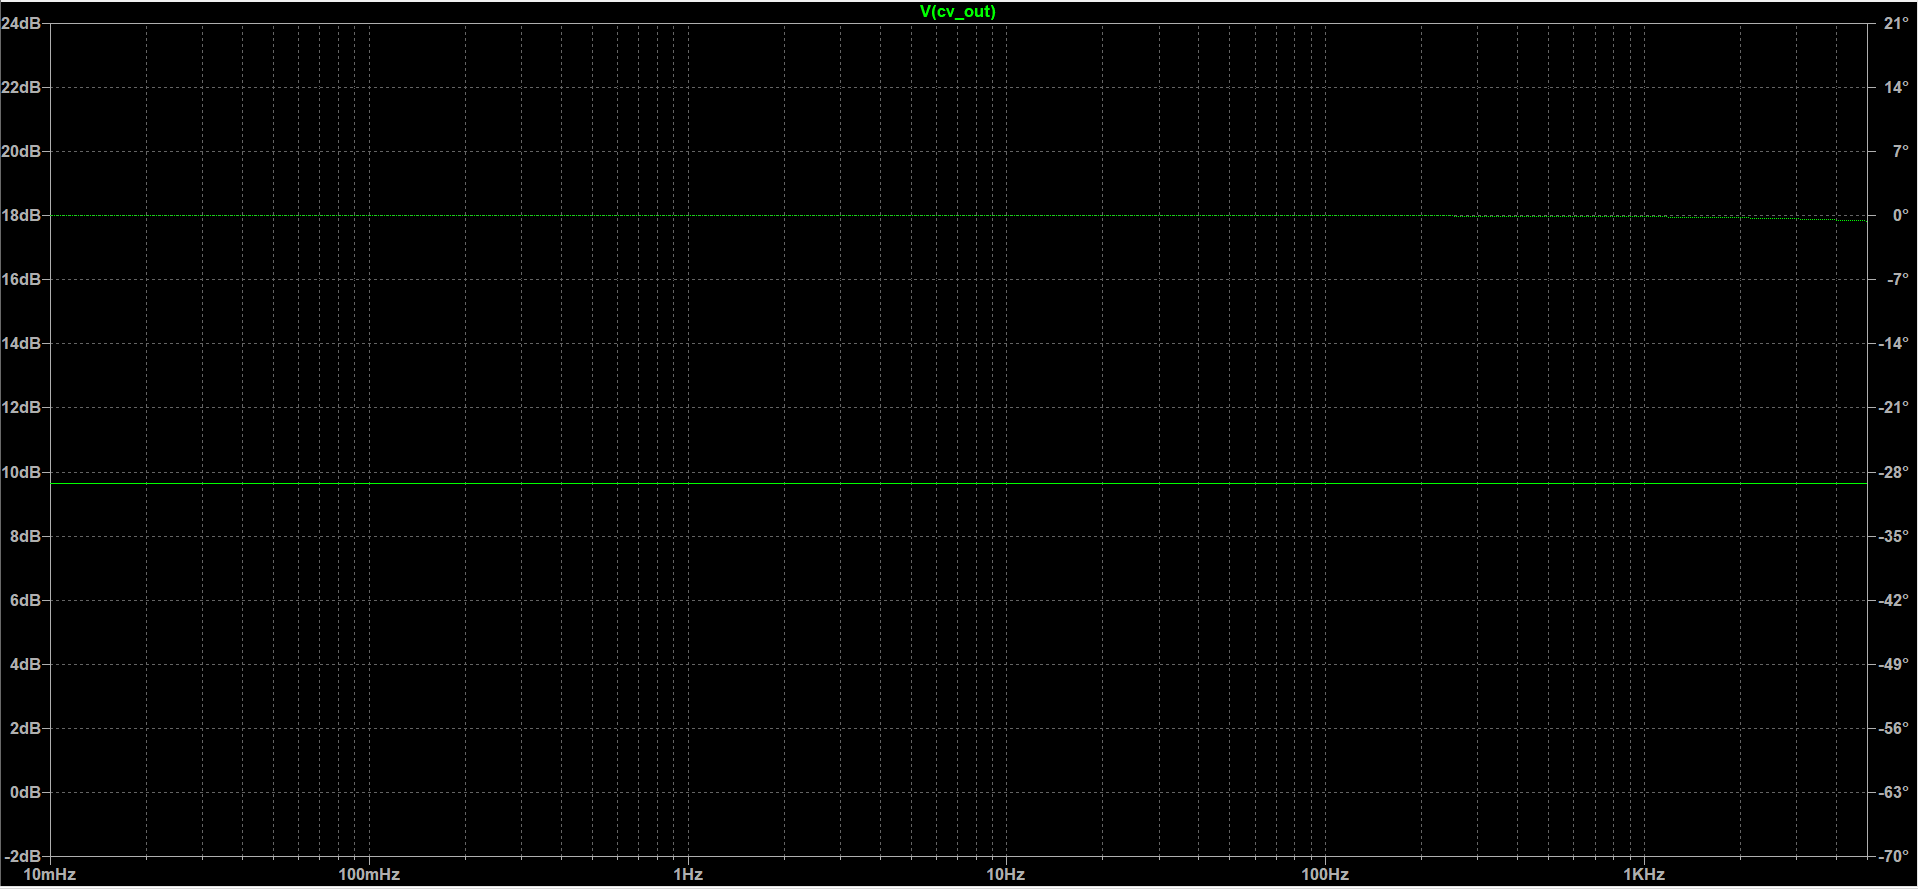 V(cv_out)
24dB 21°
22dB 14°
20dB 7°
18dB 0°
16dB -7°
14dB -14°
12dB -21°
10dB -28°
8dB -35°
6dB -42°
4dB -49°
2dB -56°
0dB -63°
-2dB -70°
10mHz 100mHz 1Hz 10Hz 100Hz 1KHz